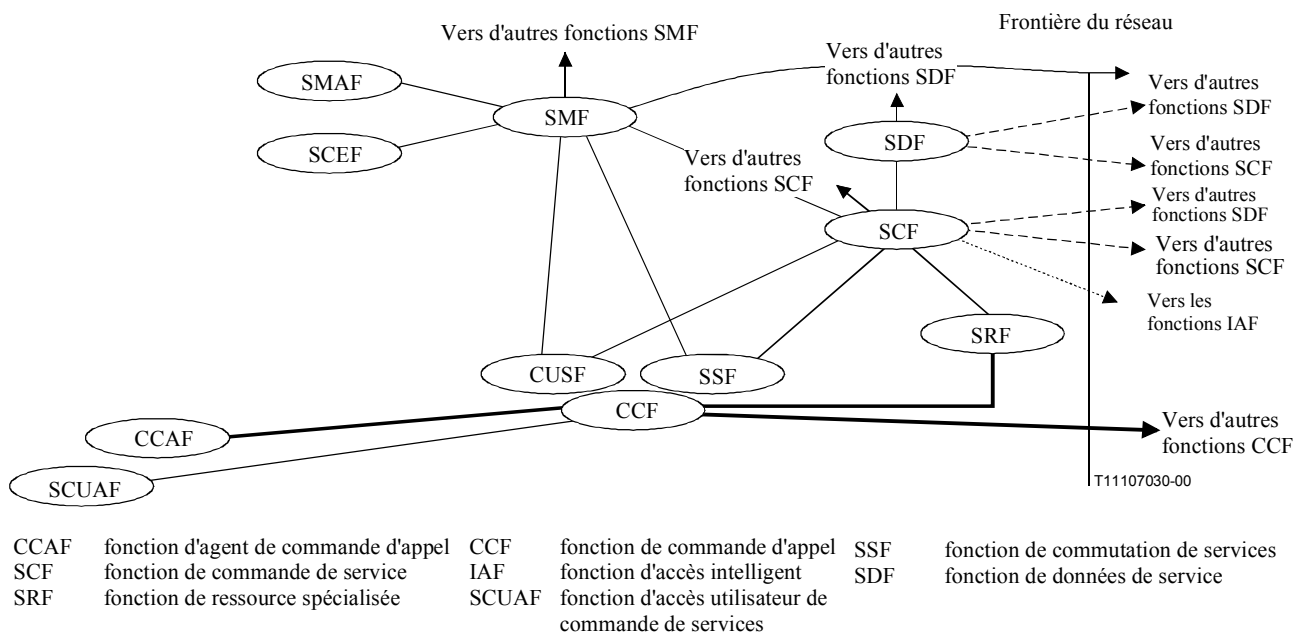 Frontière du réseau
Vers d'autres fonctions SMF
Vers d'autres
fonctions SDF
Vers d'autres
fonctions SDF
SMAF
SMF
SDF
SCEF
Vers d'autres
fonctions SCF
Vers d'autres
fonctions SCF
Vers d'autres
fonctions SDF
SCF
Vers d'autres
fonctions SCF
Vers les
fonctions IAF
SRF
CUSF
SSF
CCF
Vers d'autres
fonctions CCF
CCAF
SCUAF
T11107030-00
CCAF fonction d'agent de commande d'appel CCF fonction de commande d'appel SSF fonction de commutation de services
SCF fonction de commande de service IAF fonction d'accès intelligent SDF fonction de données de service
SRF fonction de ressource spécialisée SCUAF fonction d'accès utilisateur de
commande de services